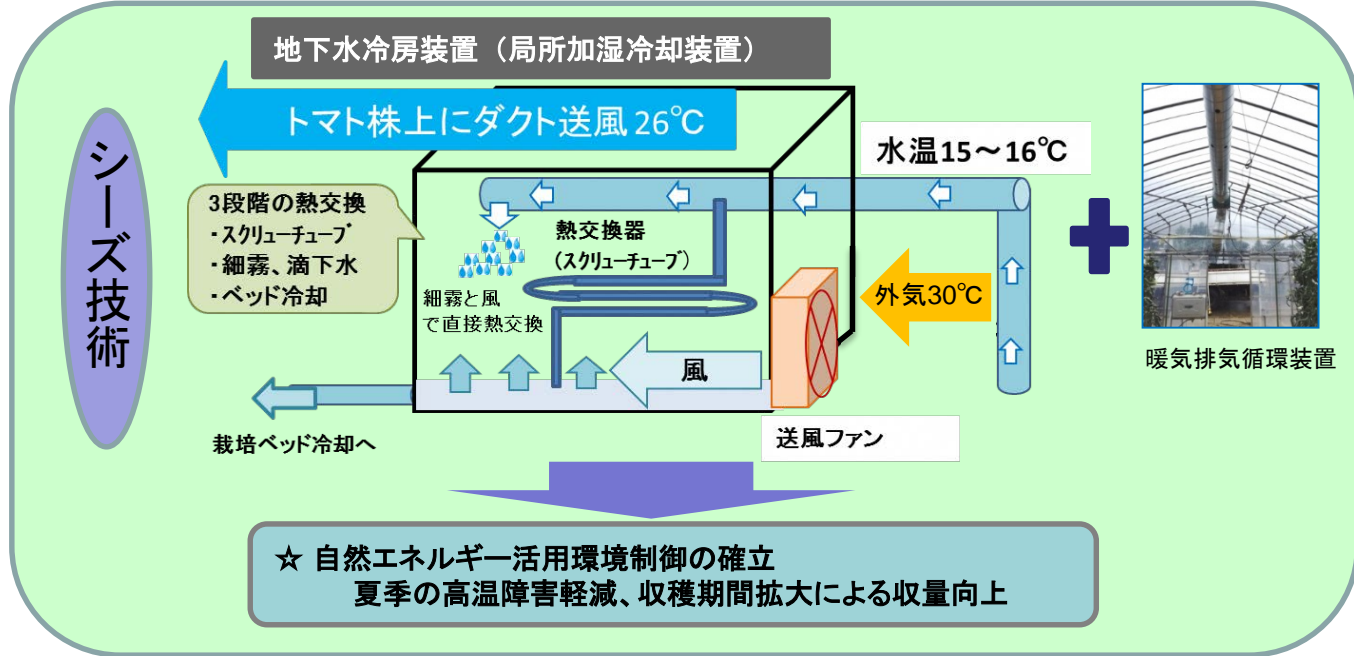 地下水冷房装置（局所加湿冷却装置）
トマト株上にダクト送風 26℃
シーズ技術
水温15～16℃
3段階の熱交換
・スクリューチューブ
・細霧、滴下水
・ベッド冷却
熱交換器
(スクリューチューブ)
細霧と風
で直接熱交換
外気30℃
風
暖気排気循環装置
送風ファン
栽培ベッド冷却へ
☆ 自然エネルギー活用環境制御の確立
夏季の高温障害軽減、収穫期間拡大による収量向上